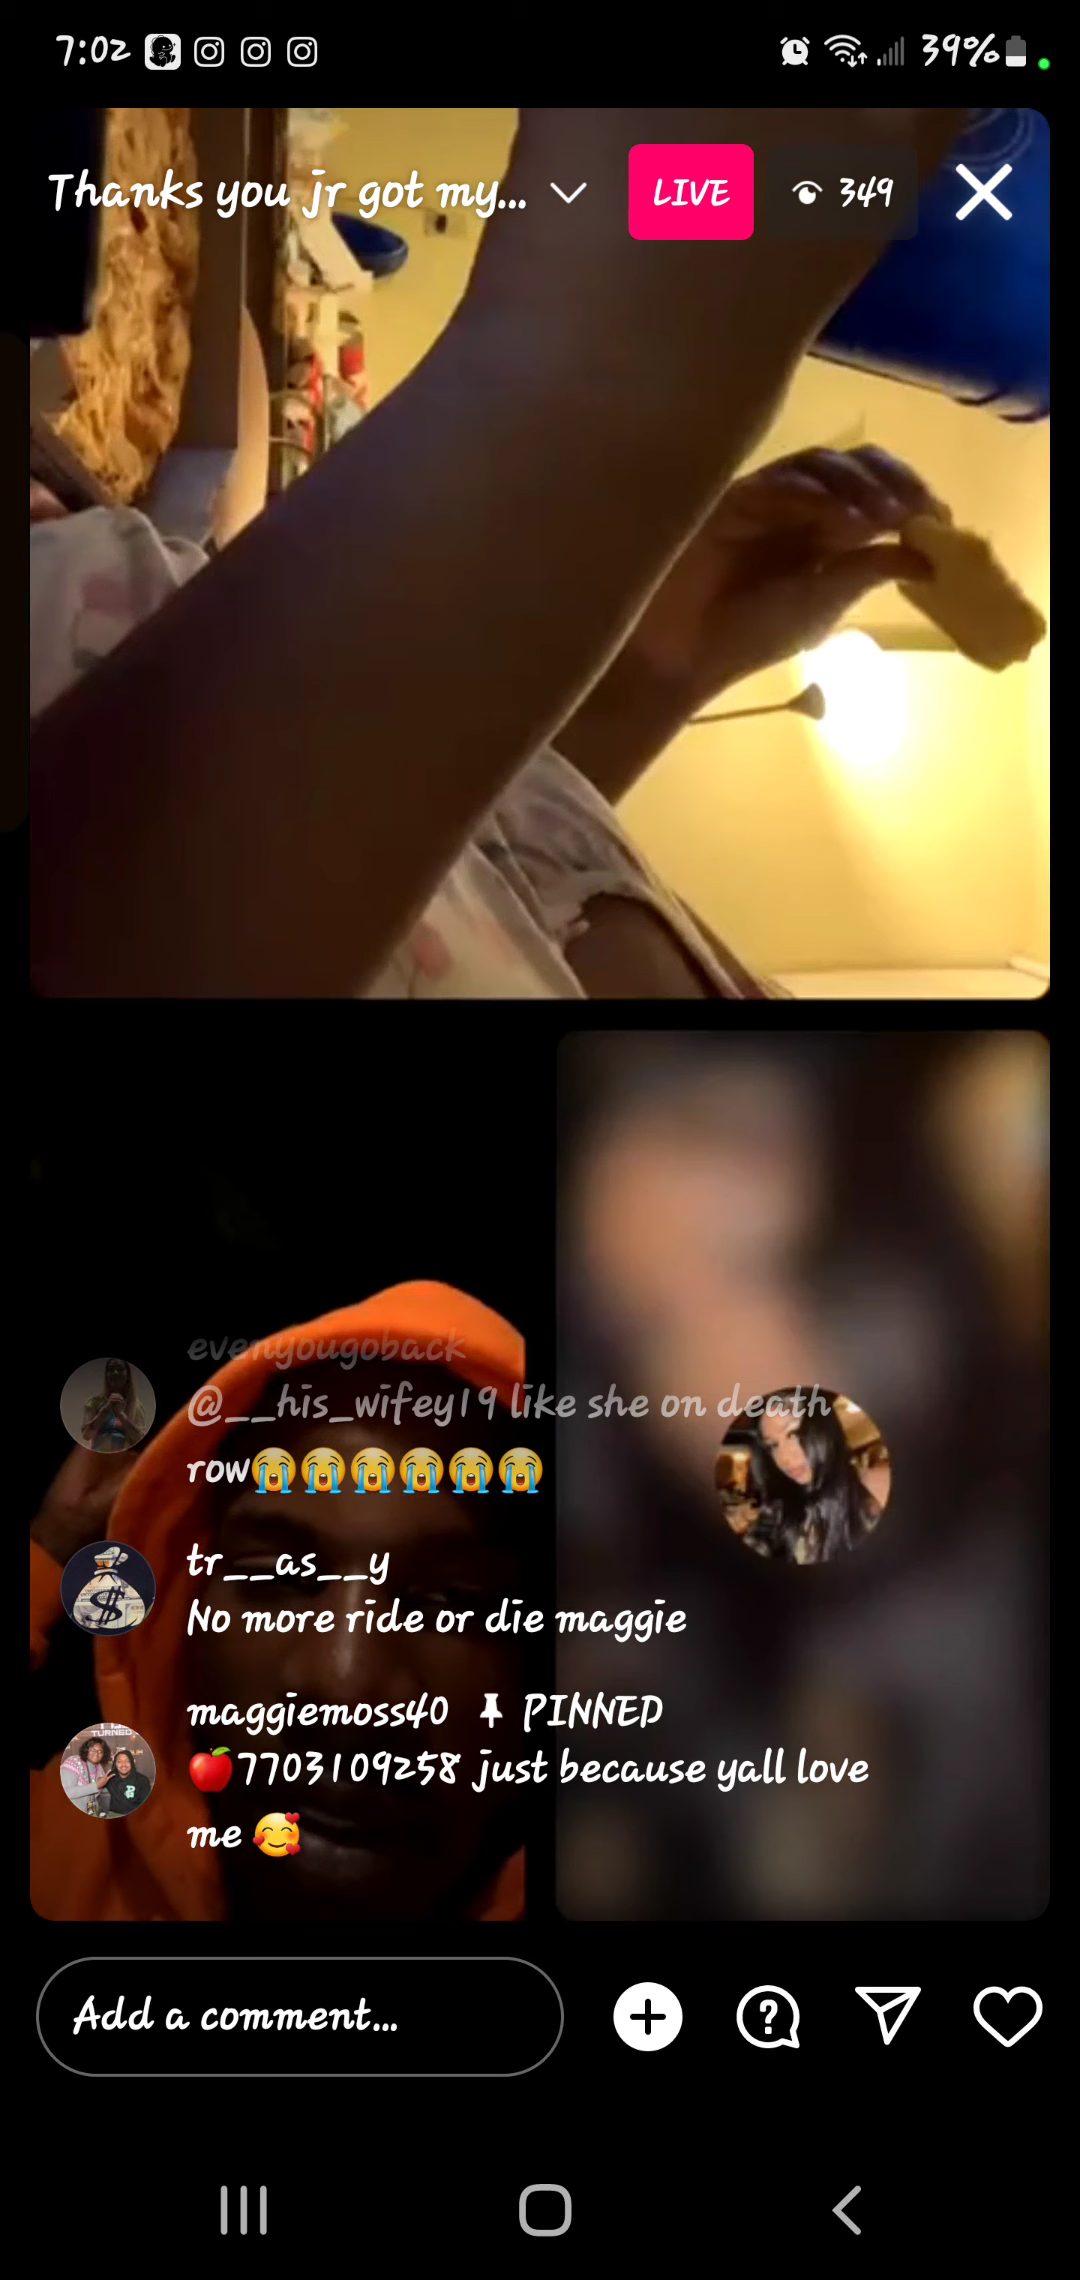 7:02
39%
Thanks you jr got my...
LIVE
349
evenyougoback
@__his_wifey19 like she on death
row😭😭😭😭😭😭
tr__as__y
No more ride or die maggie
maggiemoss40 PINNED
🍎7703109258 just because yall love
me 🥰
TURNED
Add a comment...